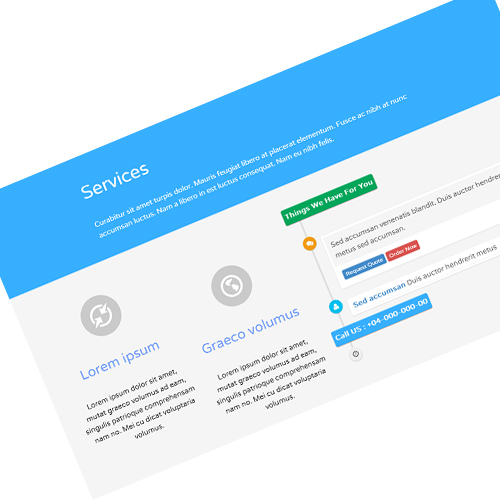 Services
Curabitur sit amet turpis dolor. Mauris feugiat libero at placerat elementum. Fusce ac nibh at nunc
accumsan luctus. Nam a libero in est luctus consequat. Nam eu nibh felis.
Lorem ipsum
Lorem ipsum dolor sit amet,
mutat graeco volumus ad eam,
singulis patrioque comprehensam
nam no. Mei cu dicat voluptaria
volumus.
Graeco volumus
Lorem ipsum dolor sit amet,
mutat graeco volumus ad eam,
singulis patrioque comprehensam
nam no. Mei cu dicat voluptaria
volumus.
Things We Have For You
Sed accumsan venenatis blandit. Duis auctor
metus sed accumsan.
Request Quote Order Now
Sed accumsan Duis auctor hendrerit metus
Call US : +04-000-000-00